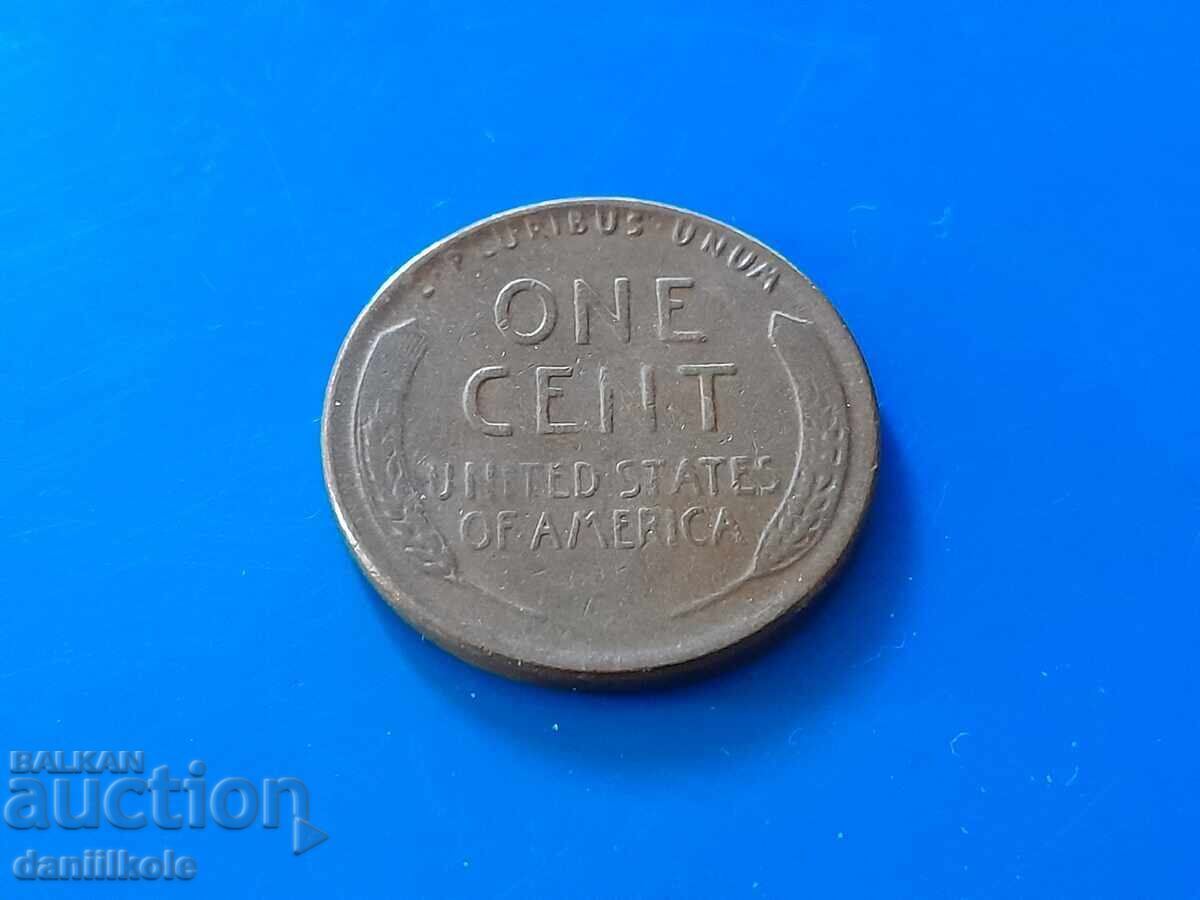 PLURIBUS · UNUM
ONE
CENT
UNITED STATES
OF AMERICA
BALKAN
auction
daniilkole